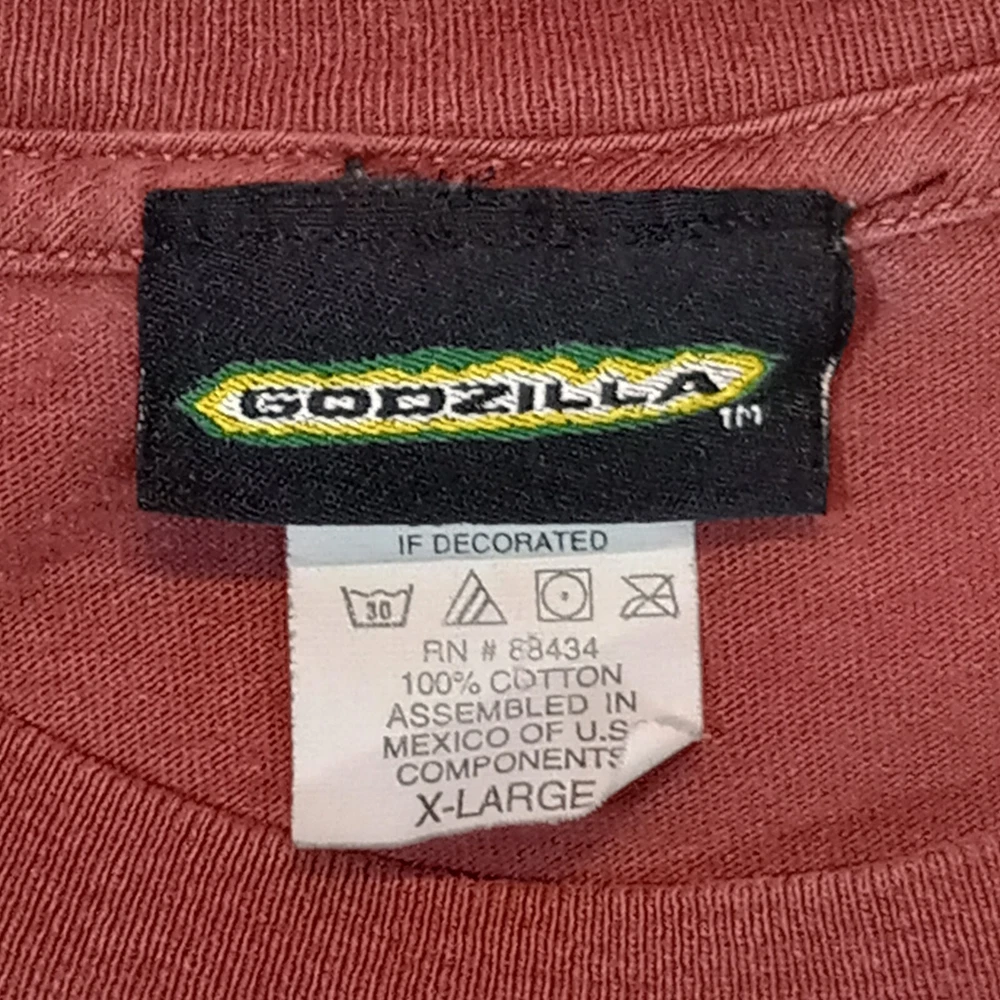 GODZILLA
TM
IF DECORATED
30
RN # 88434
100% COTTON
ASSEMBLED IN
MEXICO OF U.S
COMPONENTS
X-LARGE